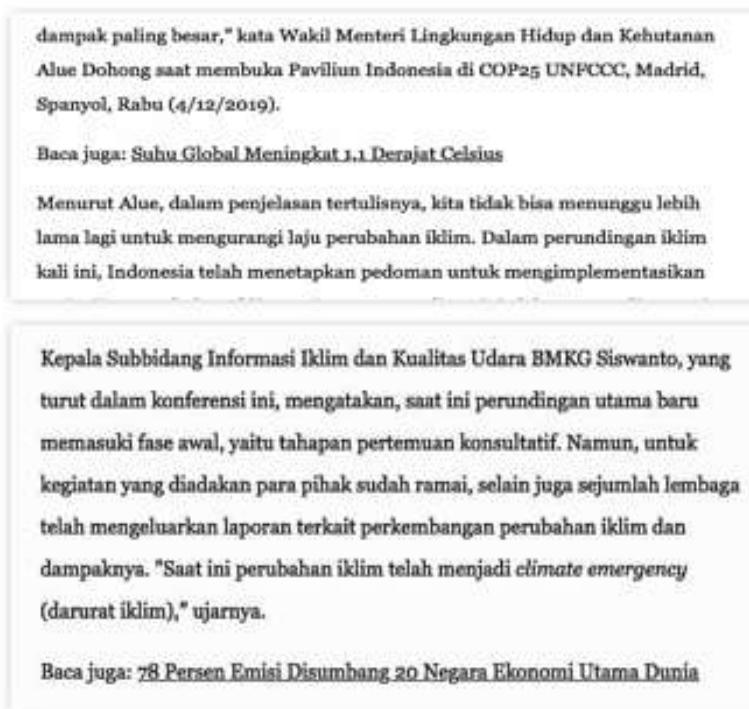 dampak paling besar," kata Wakil Menteri Lingkungan Hidup dan Kehutanan
Alue Dohong saat membuka Paviliun Indonesia di COP25 UNFCCC, Madrid,
Spanyol, Rabu (4/12/2019).
Baca juga: Suhu Global Meningkat 1,1 Derajat Celsius
Menurut Alue, dalam penjelasan tertulisnya, kita tidak bisa menunggu lebih
lama lagi untuk mengurangi laju perubahan iklim. Dalam perundingan iklim
kali ini, Indonesia telah menetapkan pedoman untuk mengimplementasikan
Kepala Subbidang Informasi Iklim dan Kualitas Udara BMKG Siswanto, yang
turut dalam konferensi ini, mengatakan, saat ini perundingan utama baru
memasuki fase awal, yaitu tahapan pertemuan konsultatif. Namun, untuk
kegiatan yang diadakan para pihak sudah ramai, selain juga sejumlah lembaga
telah mengeluarkan laporan terkait perkembangan perubahan iklim dan
dampaknya. "Saat ini perubahan iklim telah menjadi climate emergency
(darurat iklim)," ujarnya.
Baca juga: 78 Persen Emisi Disumbang 20 Negara Ekonomi Utama Dunia